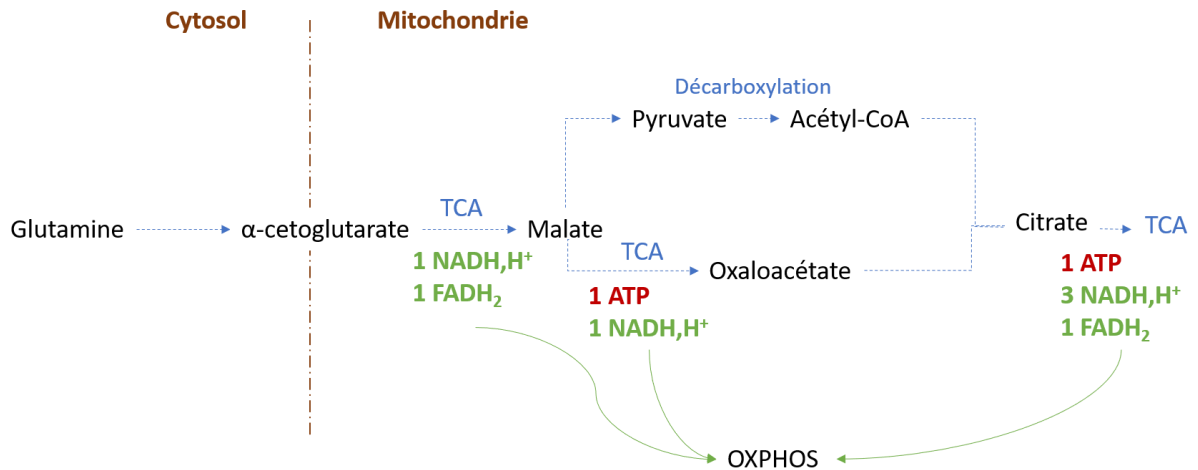 Cytosol
Mitochondrie
Décarboxylation
Pyruvate
Acétyl-CoA
Glutamine
α-cetoglutarate
TCA
Malate
Citrate
TCA
1 NADH,H⁺
1 FADH₂
TCA
Oxaloacétate
1 ATP
1 NADH,H⁺
1 ATP
3 NADH,H⁺
1 FADH₂
OXPHOS